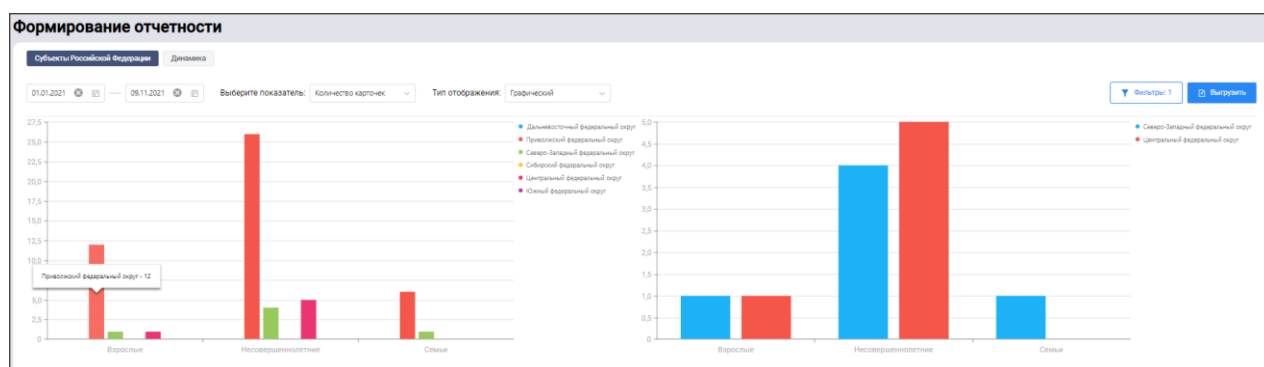 Формирование отчетности
Субъекты Российской Федерации Динамика
01.01.2021 — 09.11.2021 Выберите показатель: Количество карточек Тип отображения: Графический Фильтры: 1 Выгрузить
27,5
25,0
22,5
20,0
17,5
15,0
12,5
10,0
5,0
2,5
0
Приволжский федеральный округ - 12
Взрослые Несовершеннолетние Семьи
Дальневосточный федеральный округ
Приволжский федеральный округ
Северо-Западный федеральный округ
Сибирский федеральный округ
Центральный федеральный округ
Южный федеральный округ
5,0
4,5
4,0
3,5
3,0
2,5
2,0
1,5
1,0
0,5
0
Взрослые Несовершеннолетние Семьи
Северо-Западный федеральный округ
Центральный федеральный округ